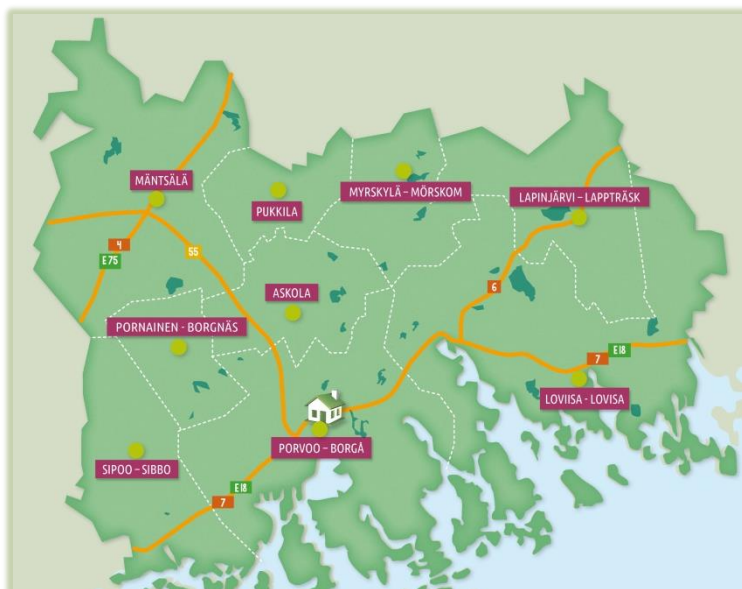 MÄNTSÄLÄ
PUKKILA
MYRSKYLÄ – MÖRSKOM
LAPINJÄRVI – LAPPTRÄSK
4
E75
55
6
ASKOLA
PORNAINEN - BORGNÄS
7
E18
LOVIISA - LOVISA
PORVOO – BORGÅ
SIPOO – SIBBO
E18
7